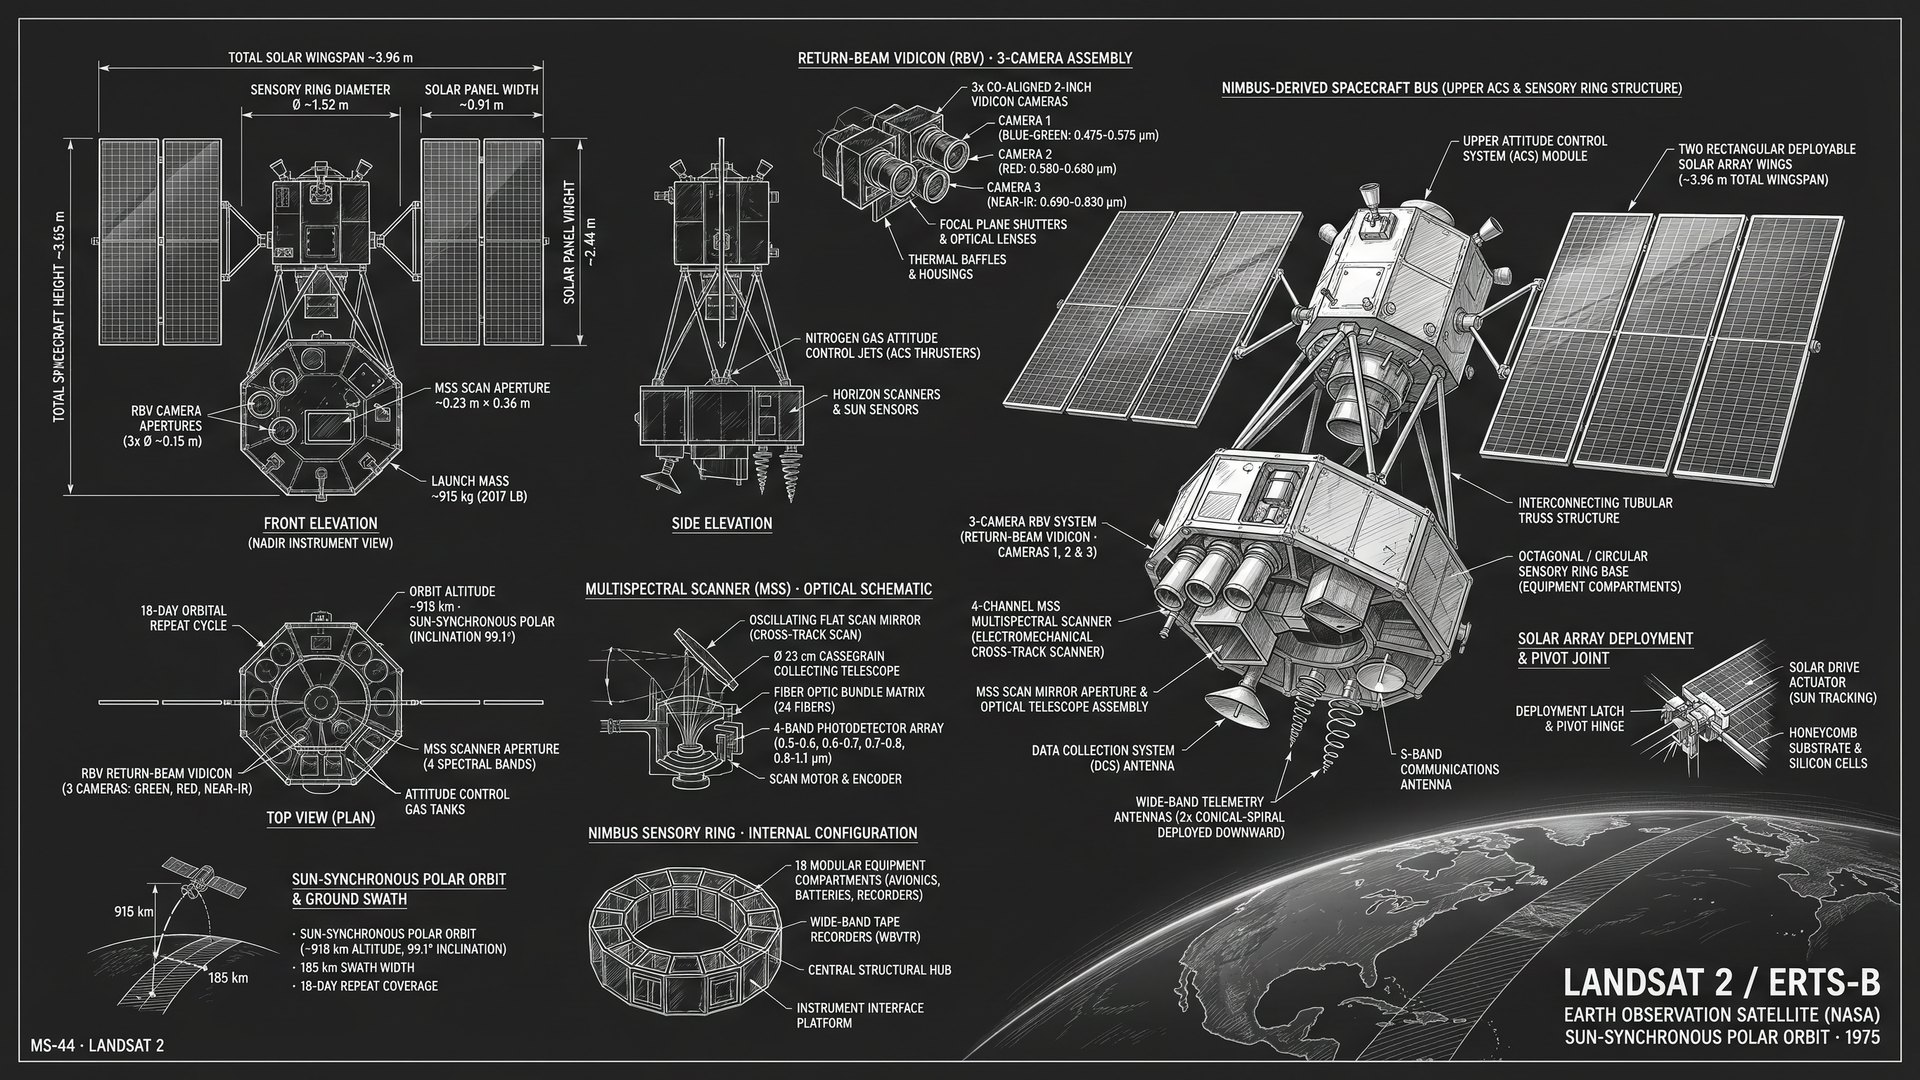 TOTAL SOLAR WINGSPAN ~3.96 m
SENSORY RING DIAMETER
Ø ~1.52 m
SOLAR PANEL WIDTH
~0.91 m
TOTAL SPACECRAFT HEIGHT ~3.05 m
SOLAR PANEL
~2.44 m
RBV CAMERA
APERTURES
(3x Ø ~0.15 m)
MSS SCAN APERTURE
~0.23 m × 0.36 m
LAUNCH MASS
~915 kg (2017 LB)
FRONT ELEVATION
(NADIR INSTRUMENT VIEW)
NITROGEN GAS ATTITUDE
CONTROL JETS (ACS THRUSTERS)
HORIZON SCANNERS
& SUN SENSORS
SIDE ELEVATION
RETURN-BEAM VIDICON (RBV) · 3-CAMERA ASSEMBLY
3x CO-ALIGNED 2-INCH
VIDICON CAMERAS
CAMERA 1
(BLUE-GREEN: 0.475-0.575 µm)
CAMERA 2
(RED: 0.580-0.680 µm)
CAMERA 3
(NEAR-IR: 0.690-0.830 µm)
FOCAL PLANE SHUTTERS
& OPTICAL LENSES
THERMAL BAFFLES
& HOUSINGS
NIMBUS-DERIVED SPACECRAFT BUS (UPPER ACS & SENSORY RING STRUCTURE)
UPPER ATTITUDE CONTROL
SYSTEM (ACS) MODULE
TWO RECTANGULAR DEPLOYABLE
SOLAR ARRAY WINGS
(~3.96 m TOTAL WINGSPAN)
INTERCONNECTING TUBULAR
TRUSS STRUCTURE
OCTAGONAL / CIRCULAR
SENSORY RING BASE
(EQUIPMENT COMPARTMENTS)
3-CAMERA RBV SYSTEM
(RETURN-BEAM VIDICON ·
CAMERAS 1, 2 & 3)
4-CHANNEL MSS
MULTISPECTRAL SCANNER
(ELECTROMECHANICAL
CROSS-TRACK SCANNER)
MSS SCAN MIRROR APERTURE &
OPTICAL TELESCOPE ASSEMBLY
DATA COLLECTION SYSTEM
(DCS) ANTENNA
WIDE-BAND TELEMETRY
ANTENNAS (2x CONICAL-SPIRAL
DEPLOYED DOWNWARD)
S-BAND
COMMUNICATIONS
ANTENNA
SOLAR ARRAY DEPLOYMENT
& PIVOT JOINT
SOLAR DRIVE
ACTUATOR
(SUN TRACKING)
DEPLOYMENT LATCH
& PIVOT HINGE
HONEYCOMB
SUBSTRATE &
SILICON CELLS
18-DAY ORBITAL
REPEAT CYCLE
ORBIT ALTITUDE
~918 km ·
SUN-SYNCHRONOUS POLAR
(INCLINATION 99.1°)
MSS SCANNER APERTURE
(4 SPECTRAL BANDS)
RBV RETURN-BEAM VIDICON
(3 CAMERAS: GREEN, RED, NEAR-IR)
ATTITUDE CONTROL
GAS TANKS
TOP VIEW (PLAN)
MULTISPECTRAL SCANNER (MSS) · OPTICAL SCHEMATIC
OSCILLATING FLAT SCAN MIRROR
(CROSS-TRACK SCAN)
Ø 23 cm CASSEGRAIN
COLLECTING TELESCOPE
FIBER OPTIC BUNDLE MATRIX
(24 FIBERS)
4-BAND PHOTODETECTOR ARRAY
(0.5-0.6, 0.6-0.7, 0.7-0.8,
0.8-1.1 µm)
SCAN MOTOR & ENCODER
NIMBUS SENSORY RING · INTERNAL CONFIGURATION
18 MODULAR EQUIPMENT
COMPARTMENTS (AVIONICS,
BATTERIES, RECORDERS)
WIDE-BAND TAPE
RECORDERS (WBVTR)
CENTRAL STRUCTURAL HUB
INSTRUMENT INTERFACE
PLATFORM
915 km
185 km
SUN-SYNCHRONOUS POLAR ORBIT
& GROUND SWATH
· SUN-SYNCHRONOUS POLAR ORBIT
(~918 km ALTITUDE, 99.1° INCLINATION)
· 185 km SWATH WIDTH
· 18-DAY REPEAT COVERAGE
MS-44 · LANDSAT 2
LANDSAT 2 / ERTS-B
EARTH OBSERVATION SATELLITE (NASA)
SUN-SYNCHRONOUS POLAR ORBIT · 1975